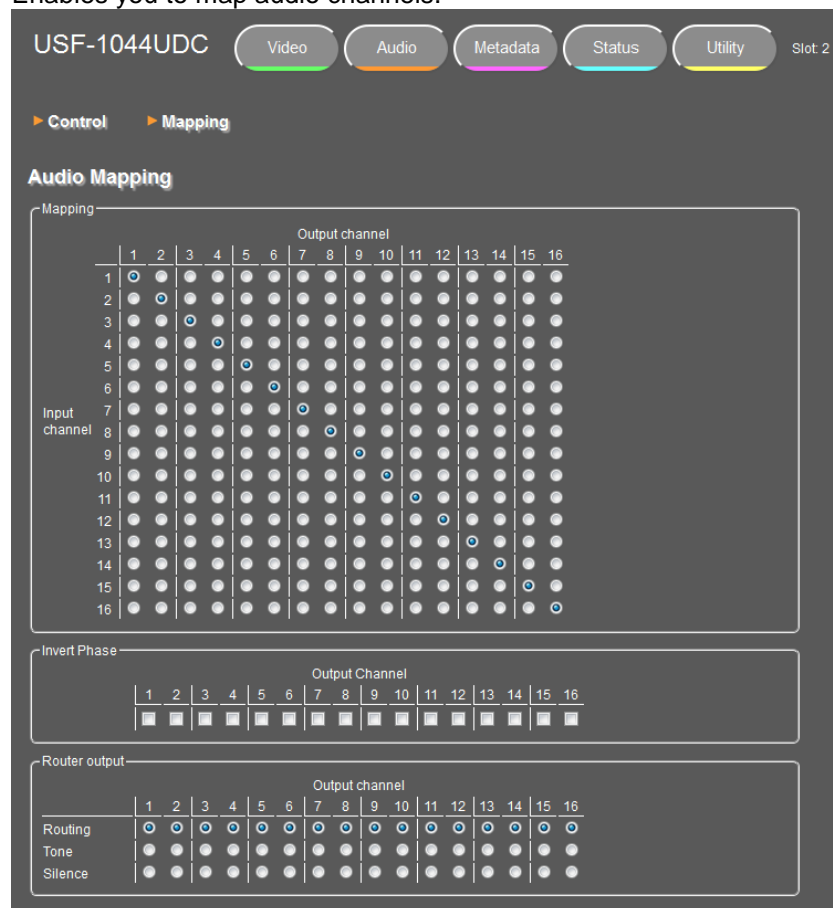 Enables you to map audio channels.
USF-1044UDC Video Audio Metadata Status Utility Slot: 2
Control Mapping
Audio Mapping
Mapping
Output channel
1 2 3 4 5 6 7 8 9 10 11 12 13 14 15 16
1
2
3
4
5
6
Input 7
channel 8
9
10
11
12
13
14
15
16
Invert Phase
Output Channel
1 2 3 4 5 6 7 8 9 10 11 12 13 14 15 16
Router output
Output channel
1 2 3 4 5 6 7 8 9 10 11 12 13 14 15 16
Routing
Tone
Silence